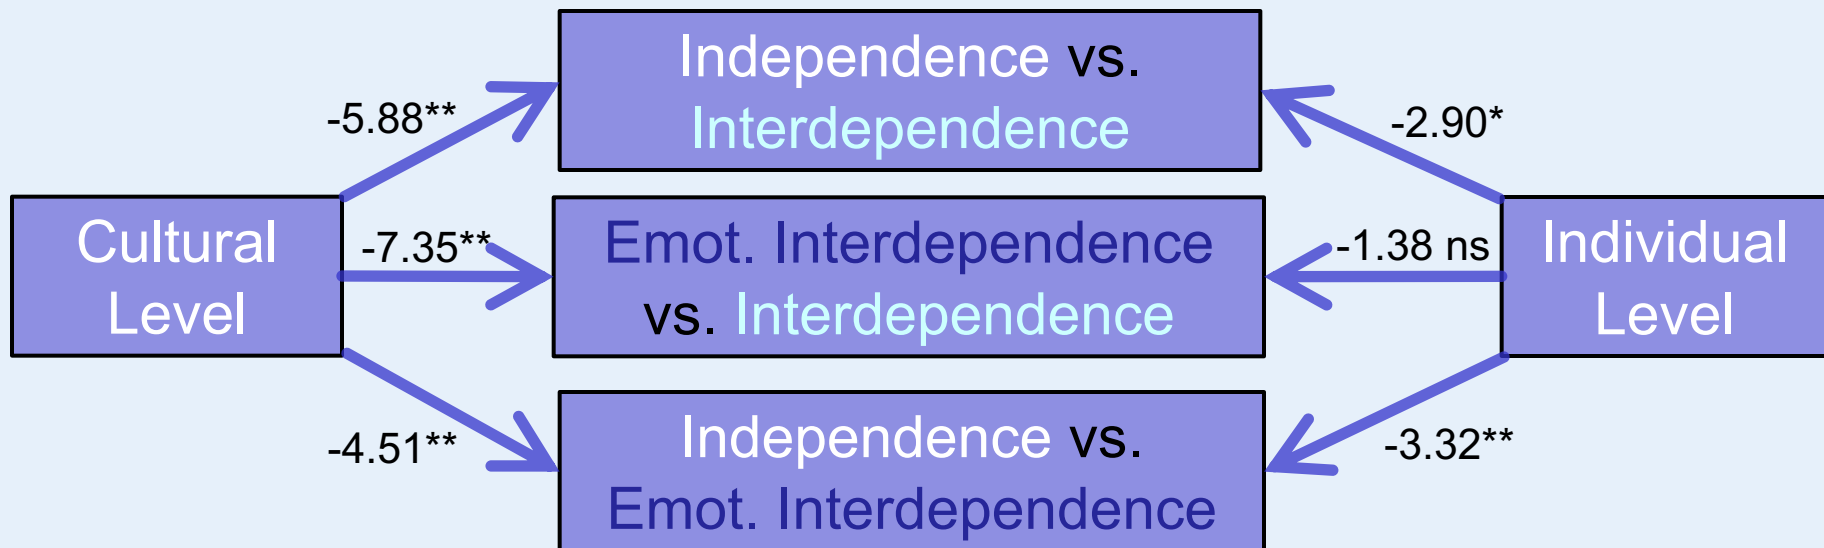 Independence vs.
Interdependence
-5.88**
-2.90*
Cultural
Level
-7.35**
Emot. Interdependence
vs. Interdependence
-1.38 ns
Individual
Level
-4.51**
Independence vs.
Emot. Interdependence
-3.32**